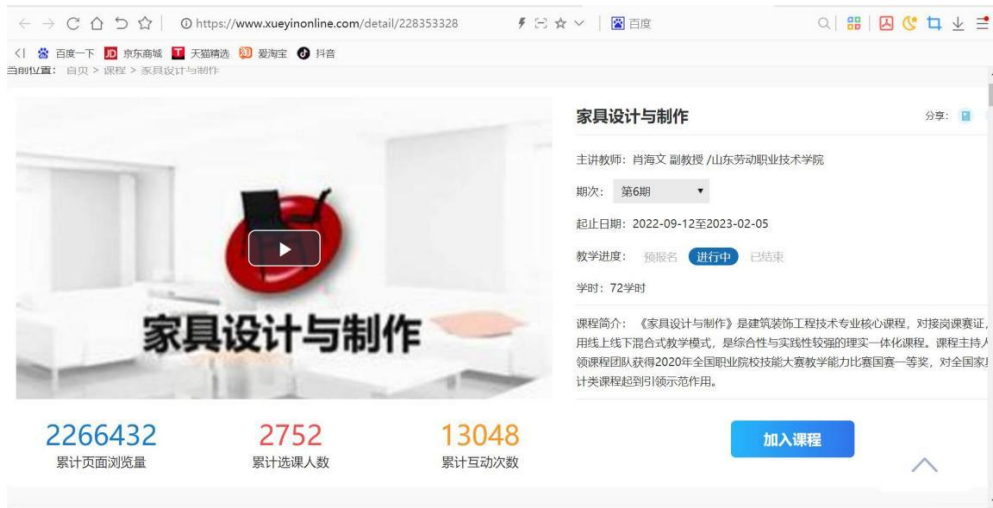 https://www.xueyinonline.com/detail/228353328
百度
百度一下 京东商城 天猫精选 爱淘宝 抖音
当前位置: 首页 > 课程 > 家具设计与制作
家具设计与制作
分享:
主讲教师: 肖海文 副教授 /山东劳动职业技术学院
期次: 第6期
起止日期: 2022-09-12至2023-02-05
教学进度: 预报名 进行中 已结束
学时: 72学时
课程简介: 《家具设计与制作》是建筑装饰工程技术专业核心课程, 对接岗课赛证,
用线上线下混合式教学模式, 是综合性与实践性较强的理实一体化课程。课程主持人
领课程团队获得2020年全国职业院校技能大赛教学能力比赛国赛一等奖, 对全国家具
计类课程起到引领示范作用。
家具设计与制作
2266432 2752 13048
累计页面浏览量 累计选课人数 累计互动次数
加入课程